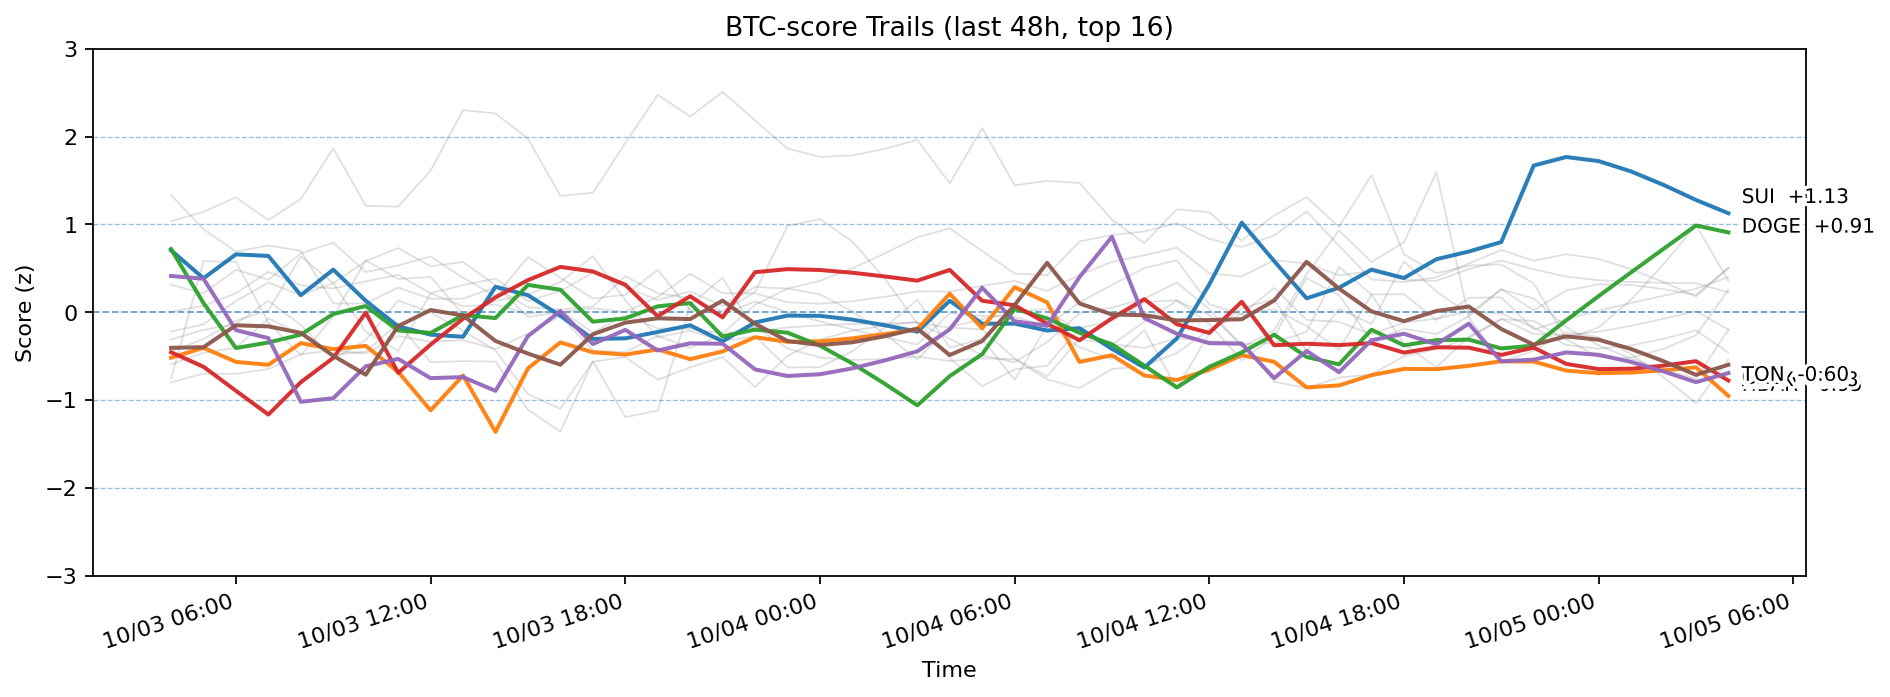 BTC-score Trails (last 48h, top 16)
3
2
1
0
−1
−2
−3
Score (z)
SUI +1.13
DOGE +0.91
TON -0.60
10/03 06:00
10/03 12:00
10/03 18:00
10/04 00:00
10/04 06:00
10/04 12:00
10/04 18:00
10/05 00:00
10/05 06:00
Time